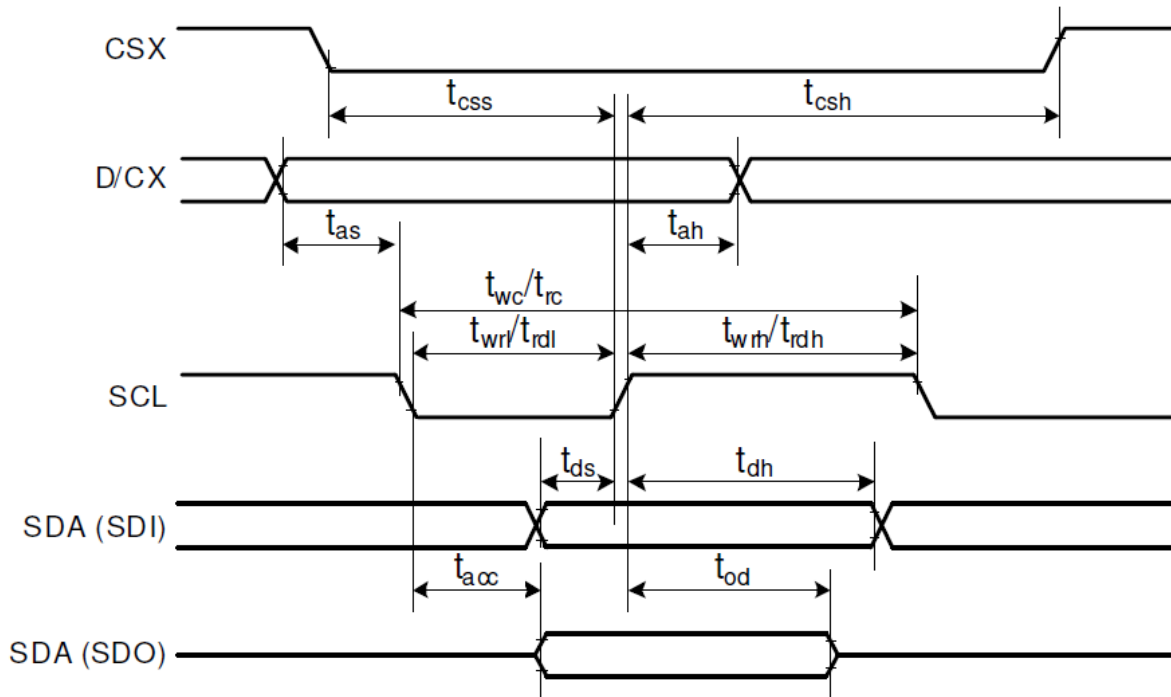 CSX
tcss
tcsh
D/CX
tas
tah
twc/trc
twrl/trdl
twrh/trdh
SCL
tds
tdh
SDA (SDI)
tacc
tod
SDA (SDO)